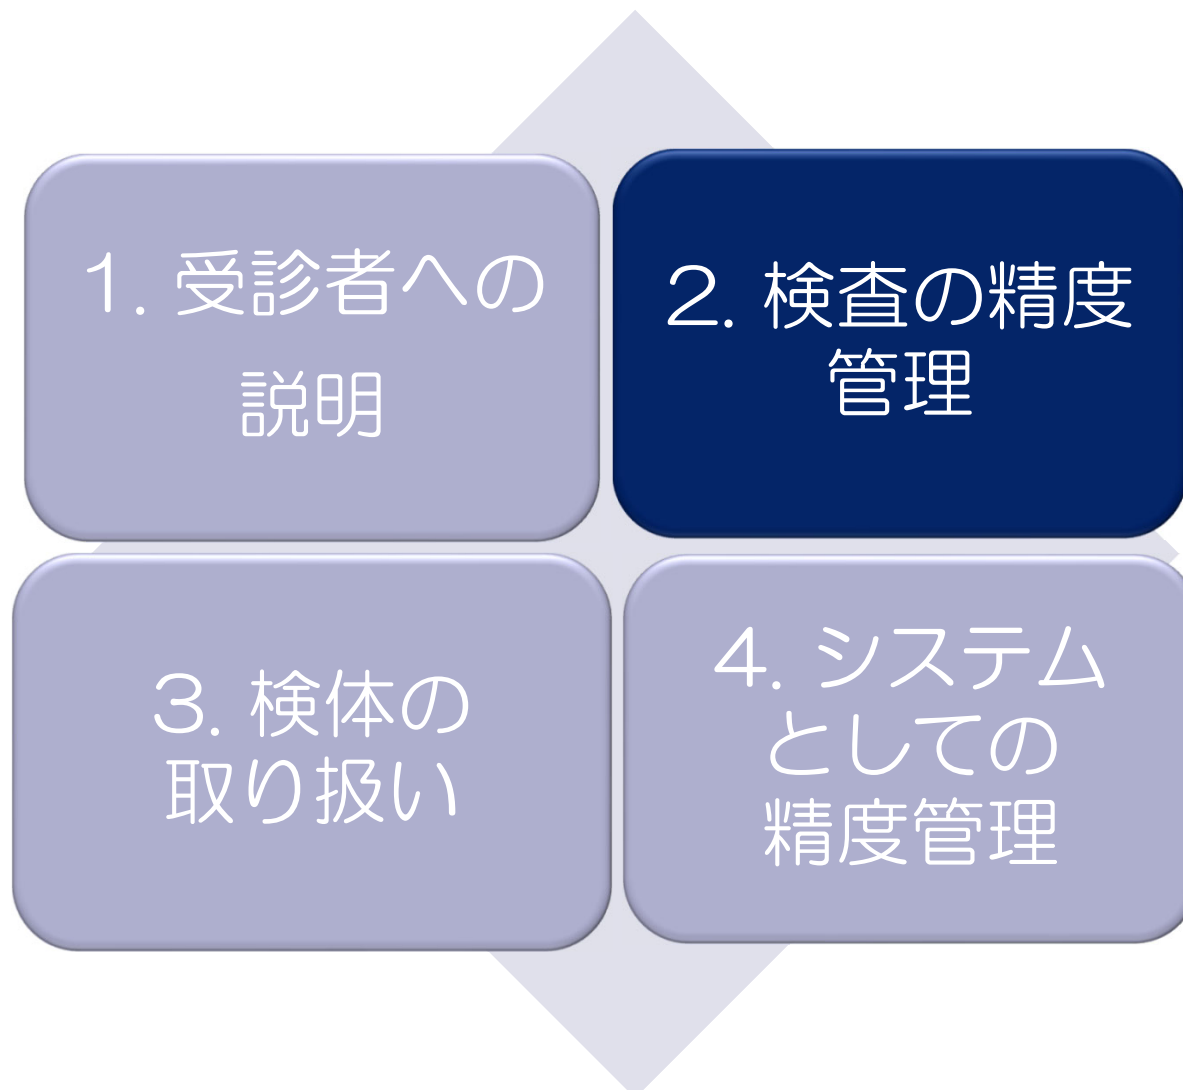 1. 受診者への
説明
2. 検査の精度
管理
3. 検体の
取り扱い
4. システム
としての
精度管理